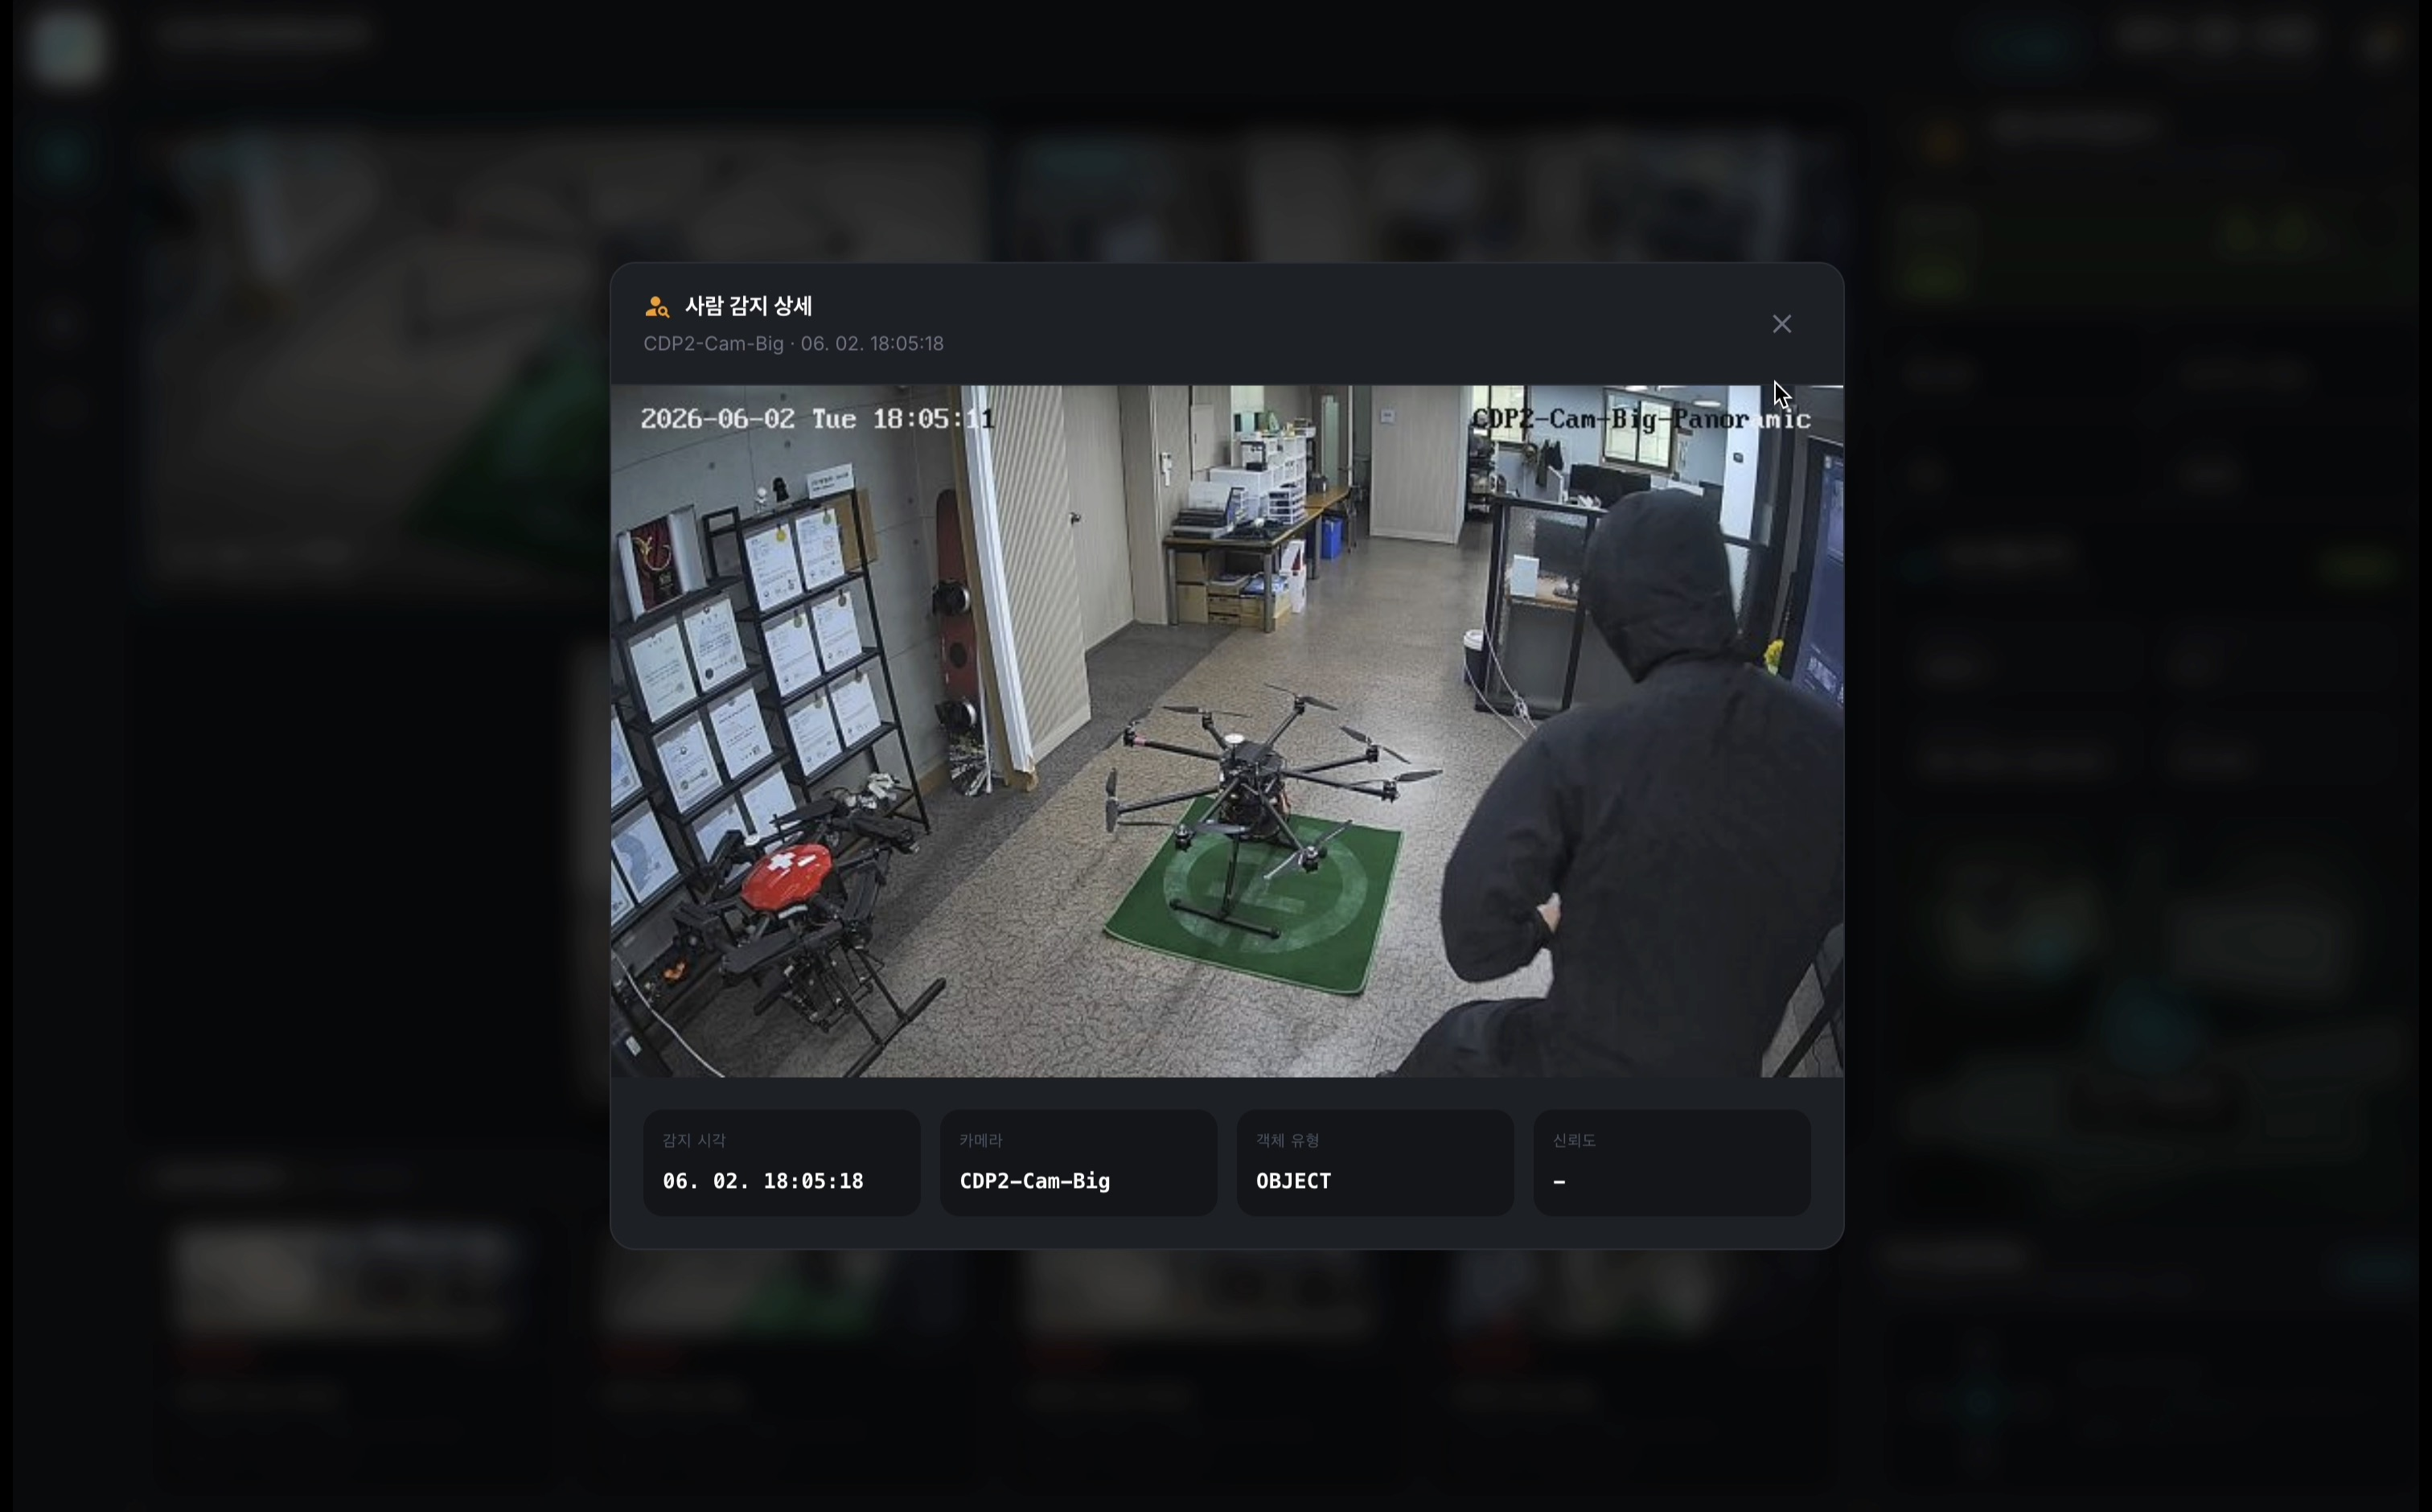 사람 감지 상세
CDP2-Cam-Big · 06. 02. 18:05:18
2026-06-02 Tue 18:05:11
CDP2-Cam-Big-Panoramic
감지 시각
06. 02. 18:05:18
카메라
CDP2-Cam-Big
객체 유형
OBJECT
신뢰도
–